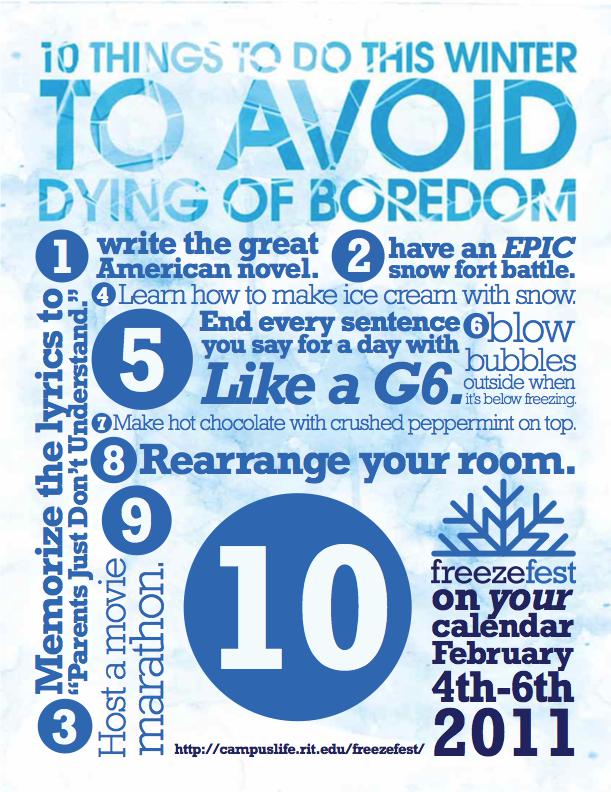 10 THINGS TO DO THIS WINTER
TO AVOID
DYING OF BOREDOM
1 write the great
American novel.
2 have an EPIC
snow fort battle.
3 Memorize the lyrics to
“Parents Just Don’t Understand.”
4 Learn how to make ice cream with snow.
5 End every sentence
you say for a day with
Like a G6.
6 blow
bubbles
outside when
it's below freezing.
7 Make hot chocolate with crushed peppermint on top.
8 Rearrange your room.
9 Host a movie
marathon.
10
freezefest
on your
calendar
February
4th-6th
2011
http://campuslife.rit.edu/freezefest/